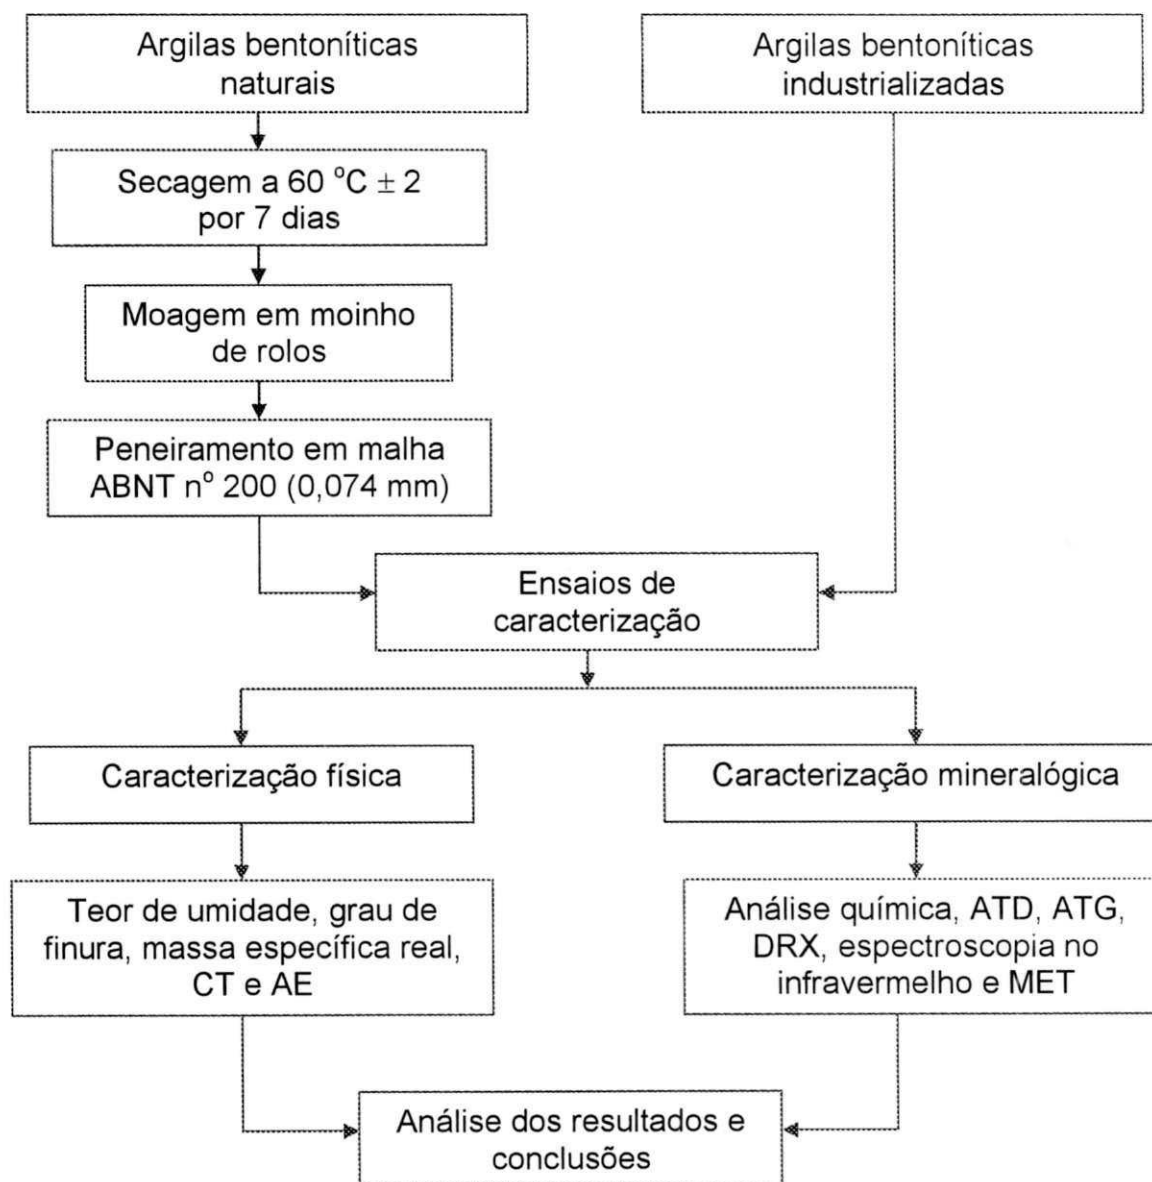 Argilas bentoníticas
naturais
Argilas bentoníticas
industrializadas
Secagem a 60 °C ± 2
por 7 dias
Moagem em moinho
de rolos
Peneiramento em malha
ABNT nº 200 (0,074 mm)
Ensaios de
caracterização
Caracterização física
Caracterização mineralógica
Teor de umidade, grau de
finura, massa específica real,
CT e AE
Análise química, ATD, ATG,
DRX, espectroscopia no
infravermelho e MET
Análise dos resultados e
conclusões